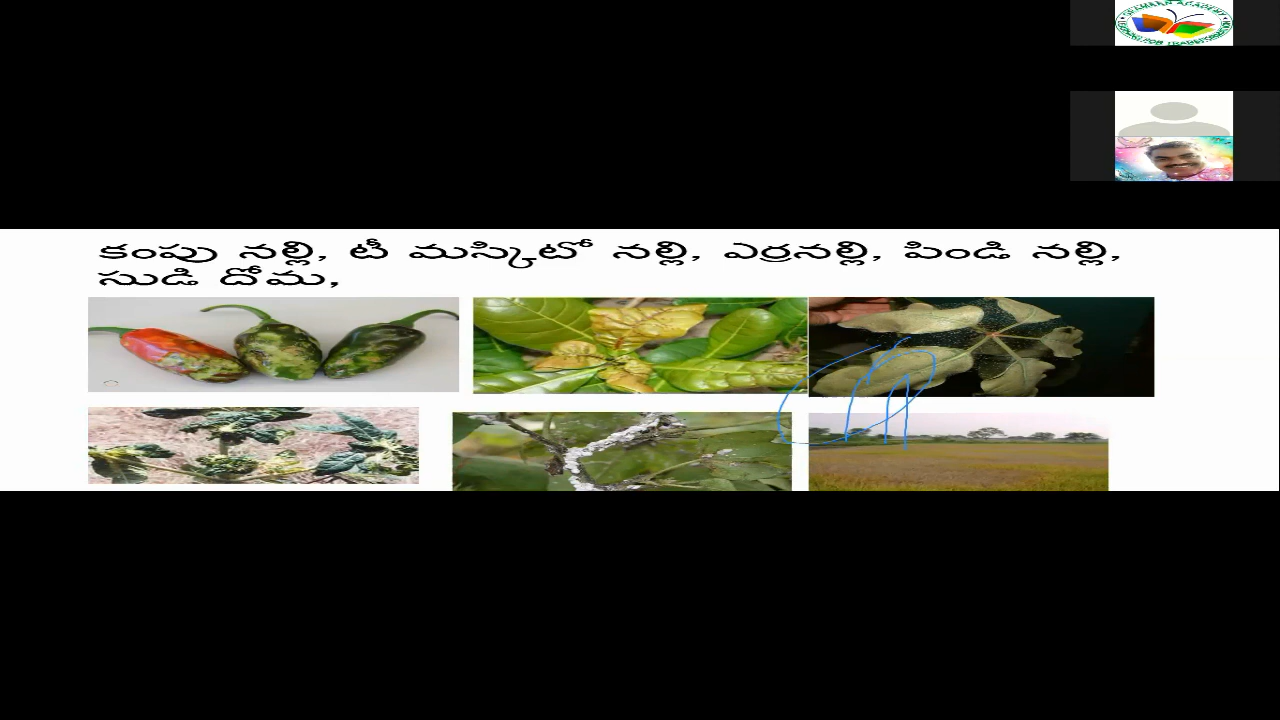 కంపు నల్లి, టీ మస్కిటో నల్లి, ఎర్రనల్లి, పిండి నల్లి,
సుడి దోమ,